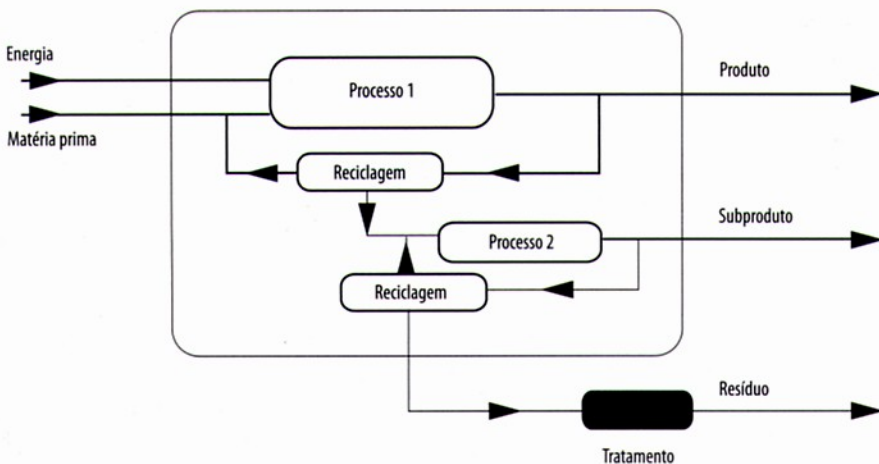 Energia
Matéria prima
Processo 1
Produto
Reciclagem
Processo 2
Subproduto
Reciclagem
Resíduo
Tratamento